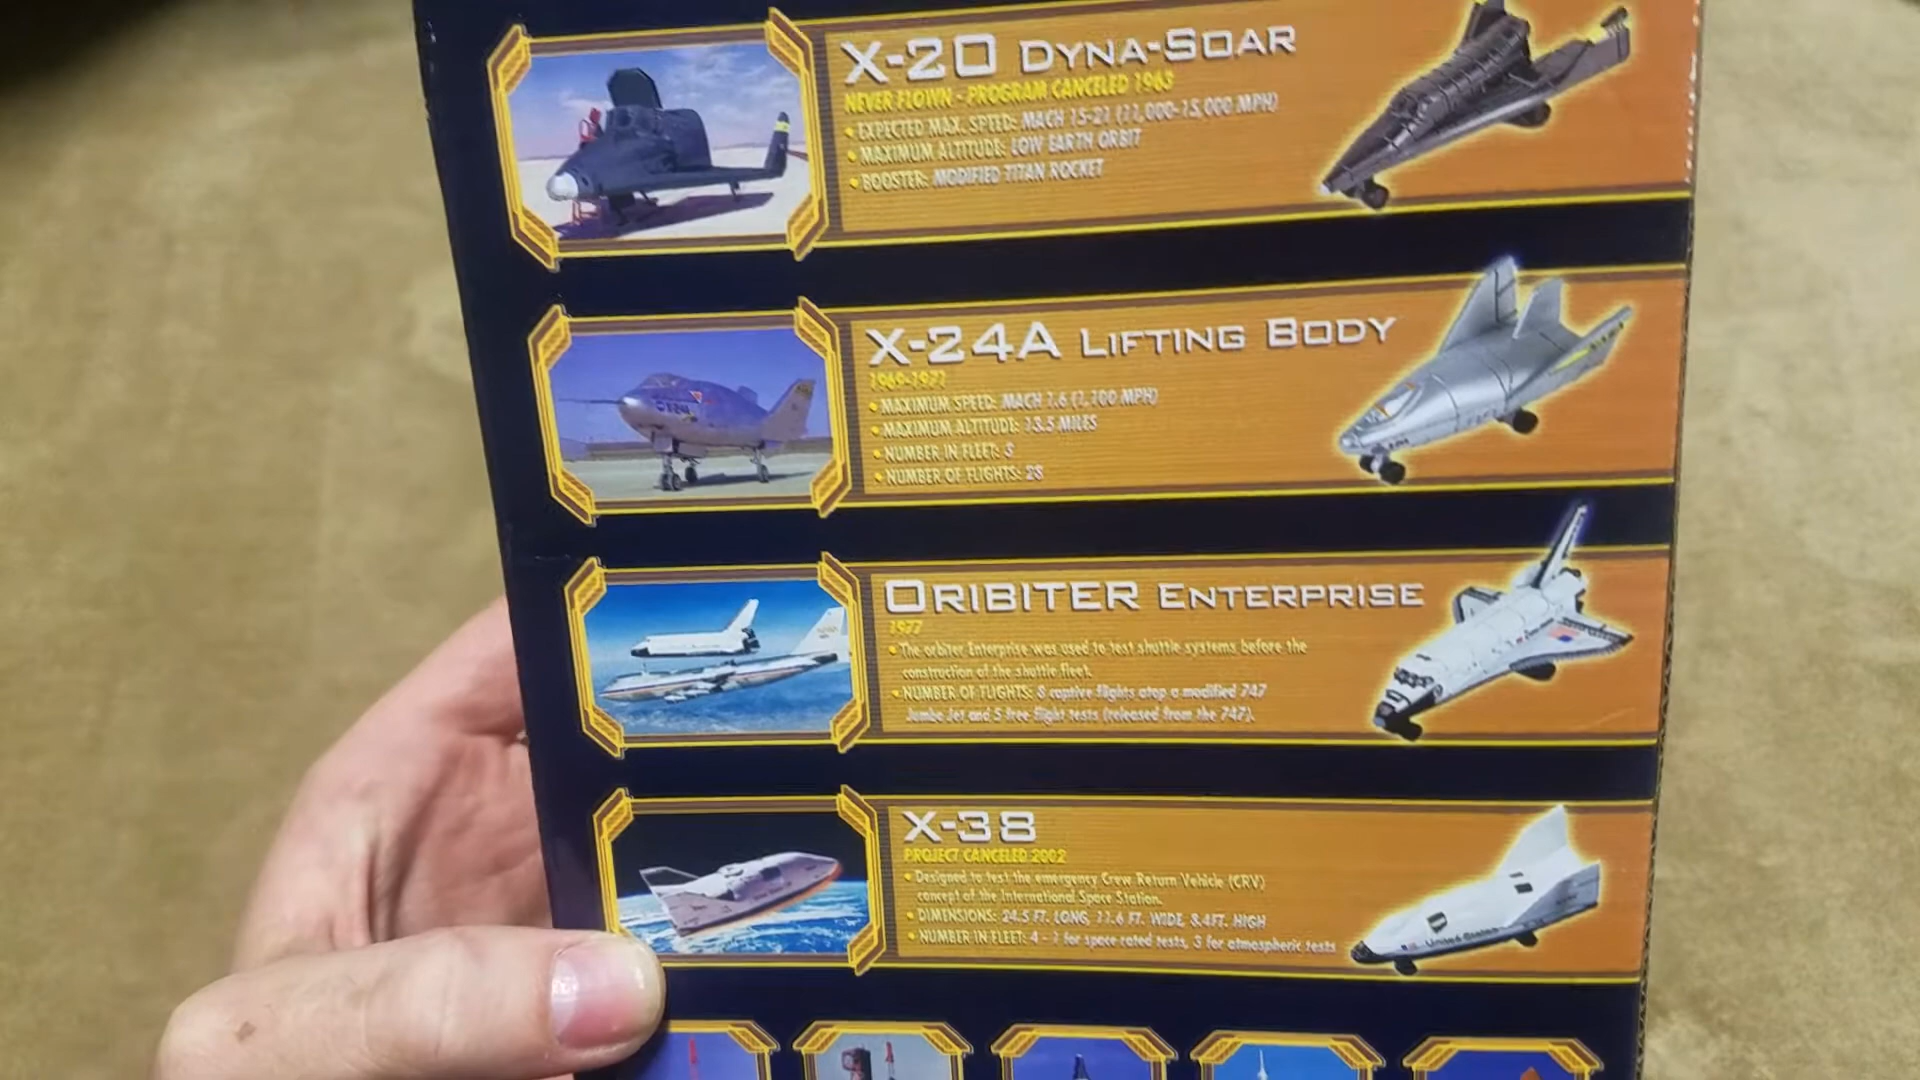 X-20 DYNA-SOAR
NEVER FLOWN - PROGRAM CANCELED 1963
• EXPECTED MAX. SPEED: MACH 15-21 (11,000-15,000 MPH)
• MAXIMUM ALTITUDE: LOW EARTH ORBIT
• BOOSTER: MODIFIED TITAN ROCKET
X-24A LIFTING BODY
1969-1971
• MAXIMUM SPEED: MACH 1.6 (1,100 MPH)
• MAXIMUM ALTITUDE: 13.5 MILES
• NUMBER IN FLEET: 3
• NUMBER OF FLIGHTS: 28
ORIBITER ENTERPRISE
1977
• The orbiter Enterprise was used to test shuttle systems before the
construction of the shuttle fleet.
• NUMBER OF FLIGHTS: 8 captive flights atop a modified 747
Jumbo Jet and 5 free flight tests (released from the 747).
X-38
PROJECT CANCELED 2002
• Designed to test the emergency Crew Return Vehicle (CRV)
concept of the International Space Station.
• DIMENSIONS: 24.5 FT. LONG, 11.6 FT. WIDE, 8.4FT. HIGH
• NUMBER IN FLEET: 4 - 1 for space rated tests, 3 for atmospheric tests
United States